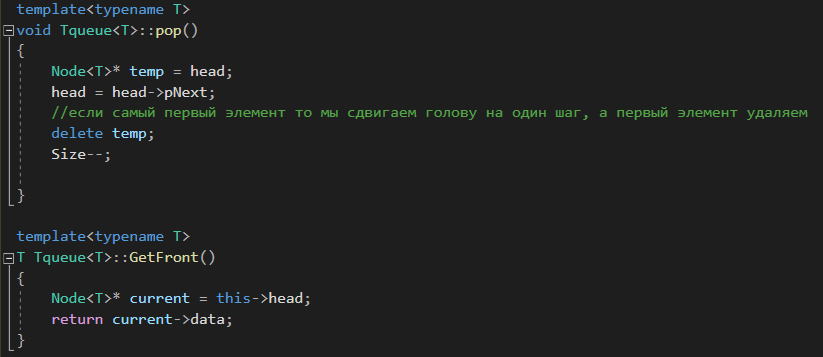 template<typename T>
void Tqueue<T>::pop()
{
    Node<T>* temp = head;
    head = head->pNext;
    //если самый первый элемент то мы сдвигаем голову на один шаг, а первый элемент удаляем
    delete temp;
    Size--;
}
template<typename T>
T Tqueue<T>::GetFront()
{
    Node<T>* current = this->head;
    return current->data;
}